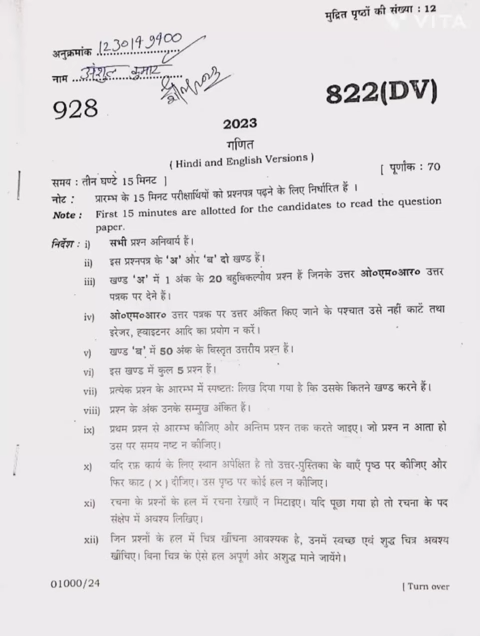 मुद्रित पृष्ठों की संख्या : 12
VITA
अनुक्रमांक 1230149900
नाम अंशुल कुमार
928
822(DV)
2023
गणित
( Hindi and English Versions )
समय : तीन घण्टे 15 मिनट ]
[ पूर्णांक : 70
नोट : प्रारम्भ के 15 मिनट परीक्षार्थियों को प्रश्नपत्र पढ़ने के लिए निर्धारित हैं ।
Note : First 15 minutes are allotted for the candidates to read the question
paper.
निर्देश : i) सभी प्रश्न अनिवार्य हैं।
ii) इस प्रश्नपत्र के 'अ' और 'ब' दो खण्ड हैं।
iii) खण्ड 'अ' में 1 अंक के 20 बहुविकल्पीय प्रश्न हैं जिनके उत्तर ओ०एम०आर० उत्तर
पत्रक पर देने हैं।
iv) ओ०एम०आर० उत्तर पत्रक पर उत्तर अंकित किए जाने के पश्चात उसे नहीं काटें तथा
इरेजर, ह्वाइटनर आदि का प्रयोग न करें।
v) खण्ड 'ब' में 50 अंक के विस्तृत उत्तरीय प्रश्न हैं।
vi) इस खण्ड में कुल 5 प्रश्न हैं।
vii) प्रत्येक प्रश्न के आरम्भ में स्पष्टतः लिख दिया गया है कि उसके कितने खण्ड करने हैं।
viii) प्रश्न के अंक उनके सम्मुख अंकित हैं।
ix) प्रथम प्रश्न से आरम्भ कीजिए और अन्तिम प्रश्न तक करते जाइए। जो प्रश्न न आता हो
उस पर समय नष्ट न कीजिए।
x) यदि रफ कार्य के लिए स्थान अपेक्षित है तो उत्तर-पुस्तिका के बाएँ पृष्ठ पर कीजिए और
फिर काट ( X ) दीजिए। उस पृष्ठ पर कोई हल न कीजिए।
xi) रचना के प्रश्नों के हल में रचना रेखाएँ न मिटाइए। यदि पूछा गया हो तो रचना के पद
संक्षेप में अवश्य लिखिए।
xii) जिन प्रश्नों के हल में चित्र खींचना आवश्यक है, उनमें स्वच्छ एवं शुद्ध चित्र अवश्य
खींचिए। बिना चित्र के ऐसे हल अपूर्ण और अशुद्ध माने जायेंगे।
01000/24
[ Turn over